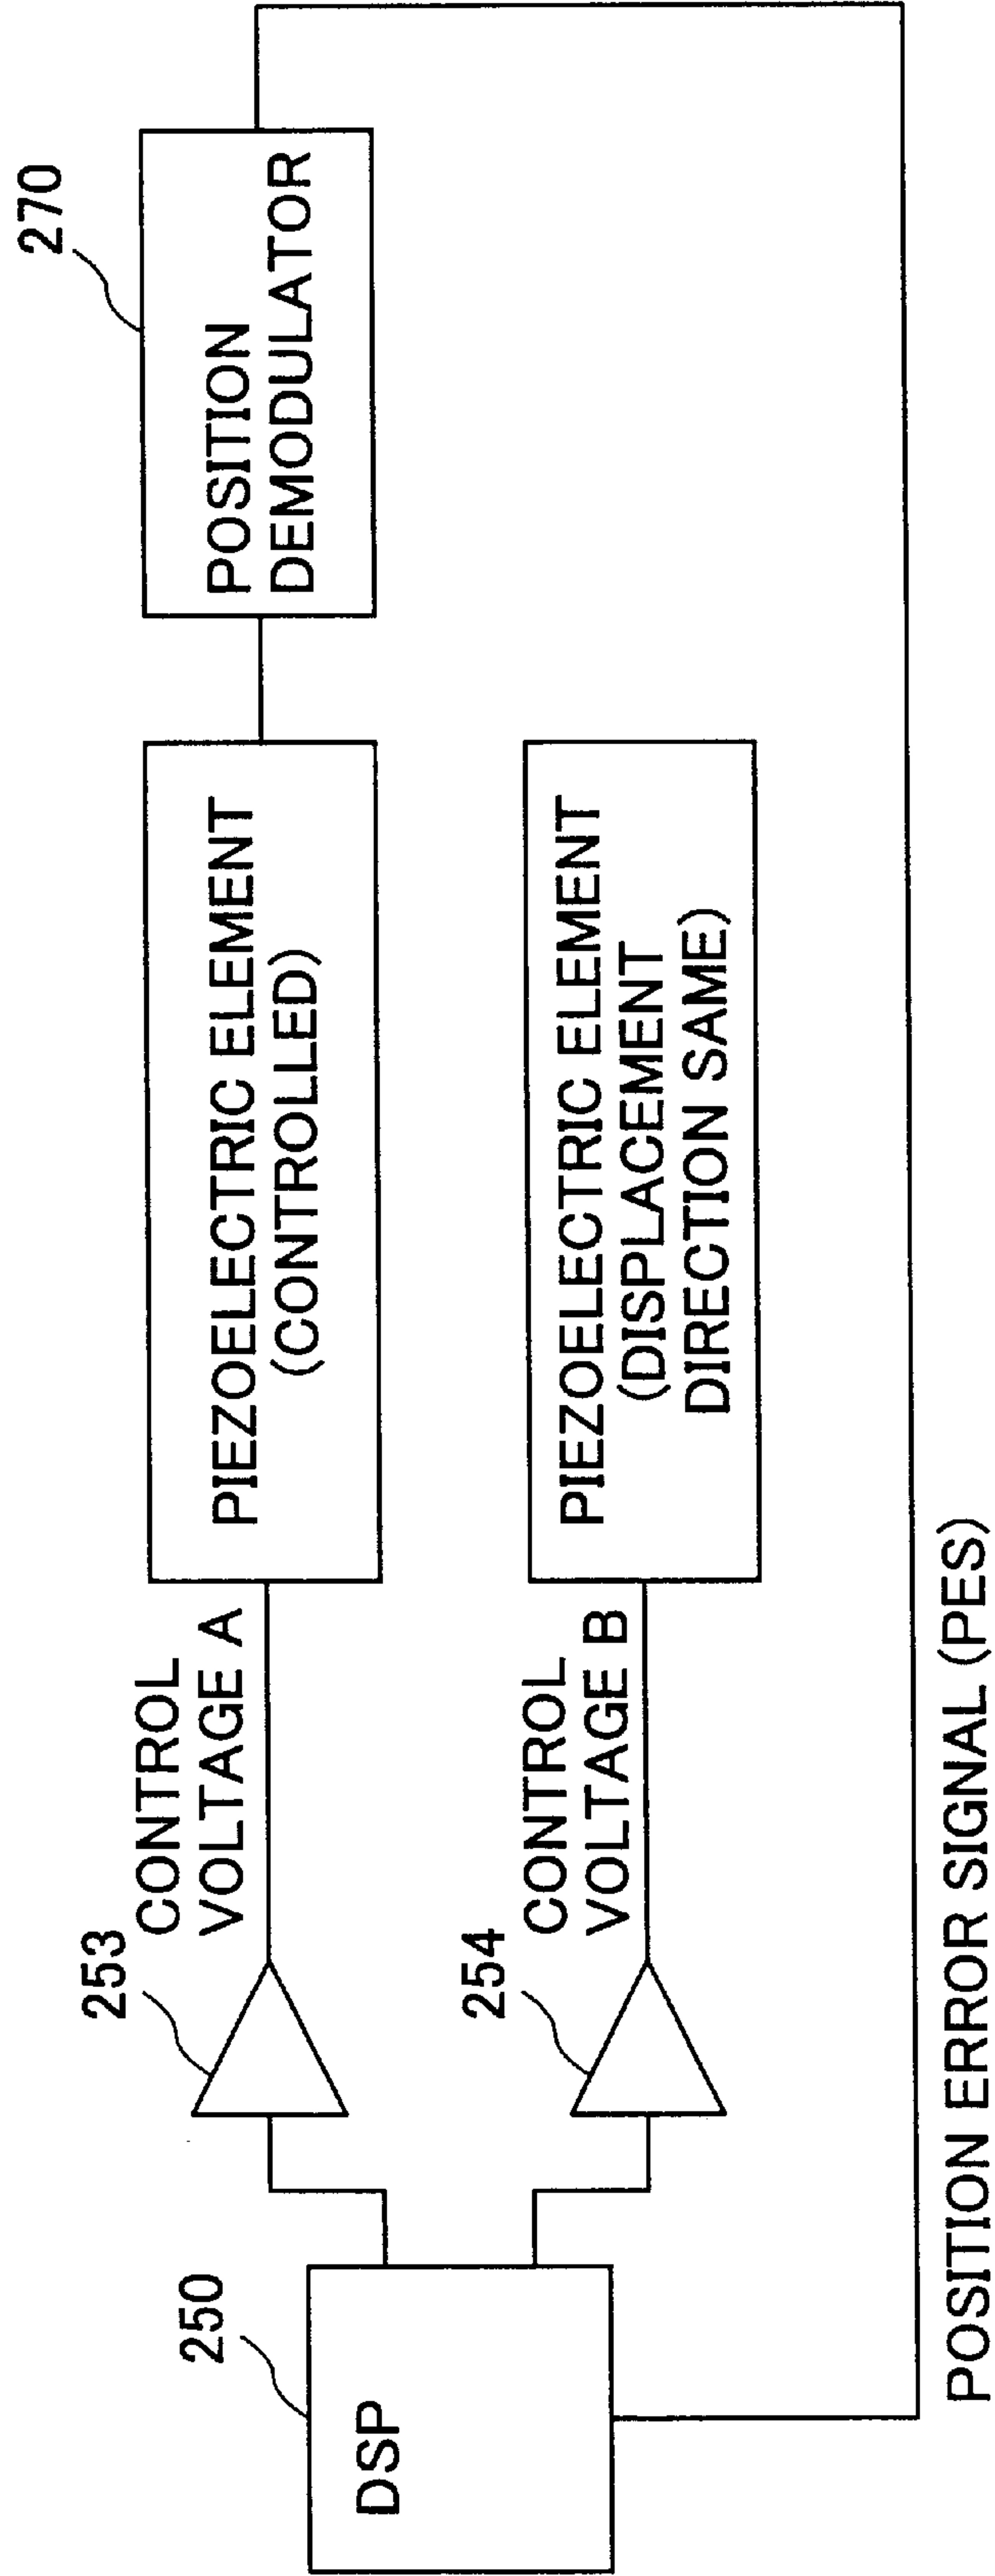 250
DSP
253
CONTROL
VOLTAGE A
PIEZOELECTRIC ELEMENT
(CONTROLLED)
270
POSITION
DEMODULATOR
254
CONTROL
VOLTAGE B
PIEZOELECTRIC ELEMENT
(DISPLACEMENT
DIRECTION SAME)
POSITION ERROR SIGNAL (PES)